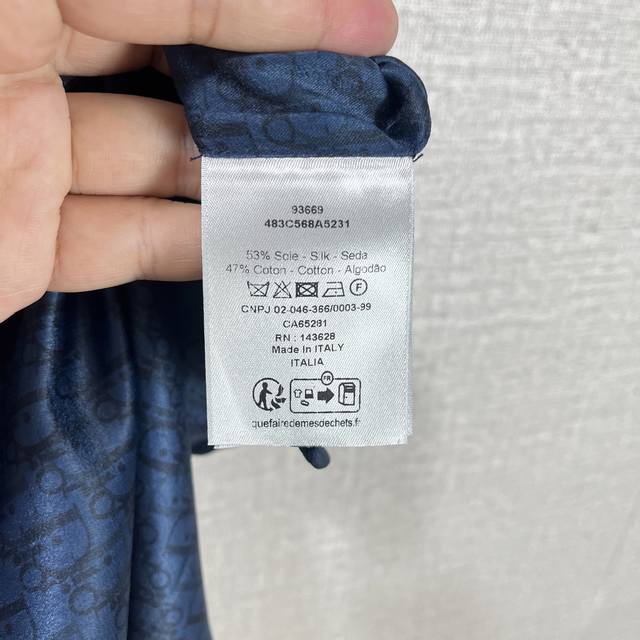 93669
483C568A5231
53% Soie - Silk - Seda
47% Coton - Cotton - Algodão
F
CNPJ 02-046-366/0003-99
CA65281
RN : 143628
Made In ITALY
ITALIA
FR
quefairedemesdechets.fr